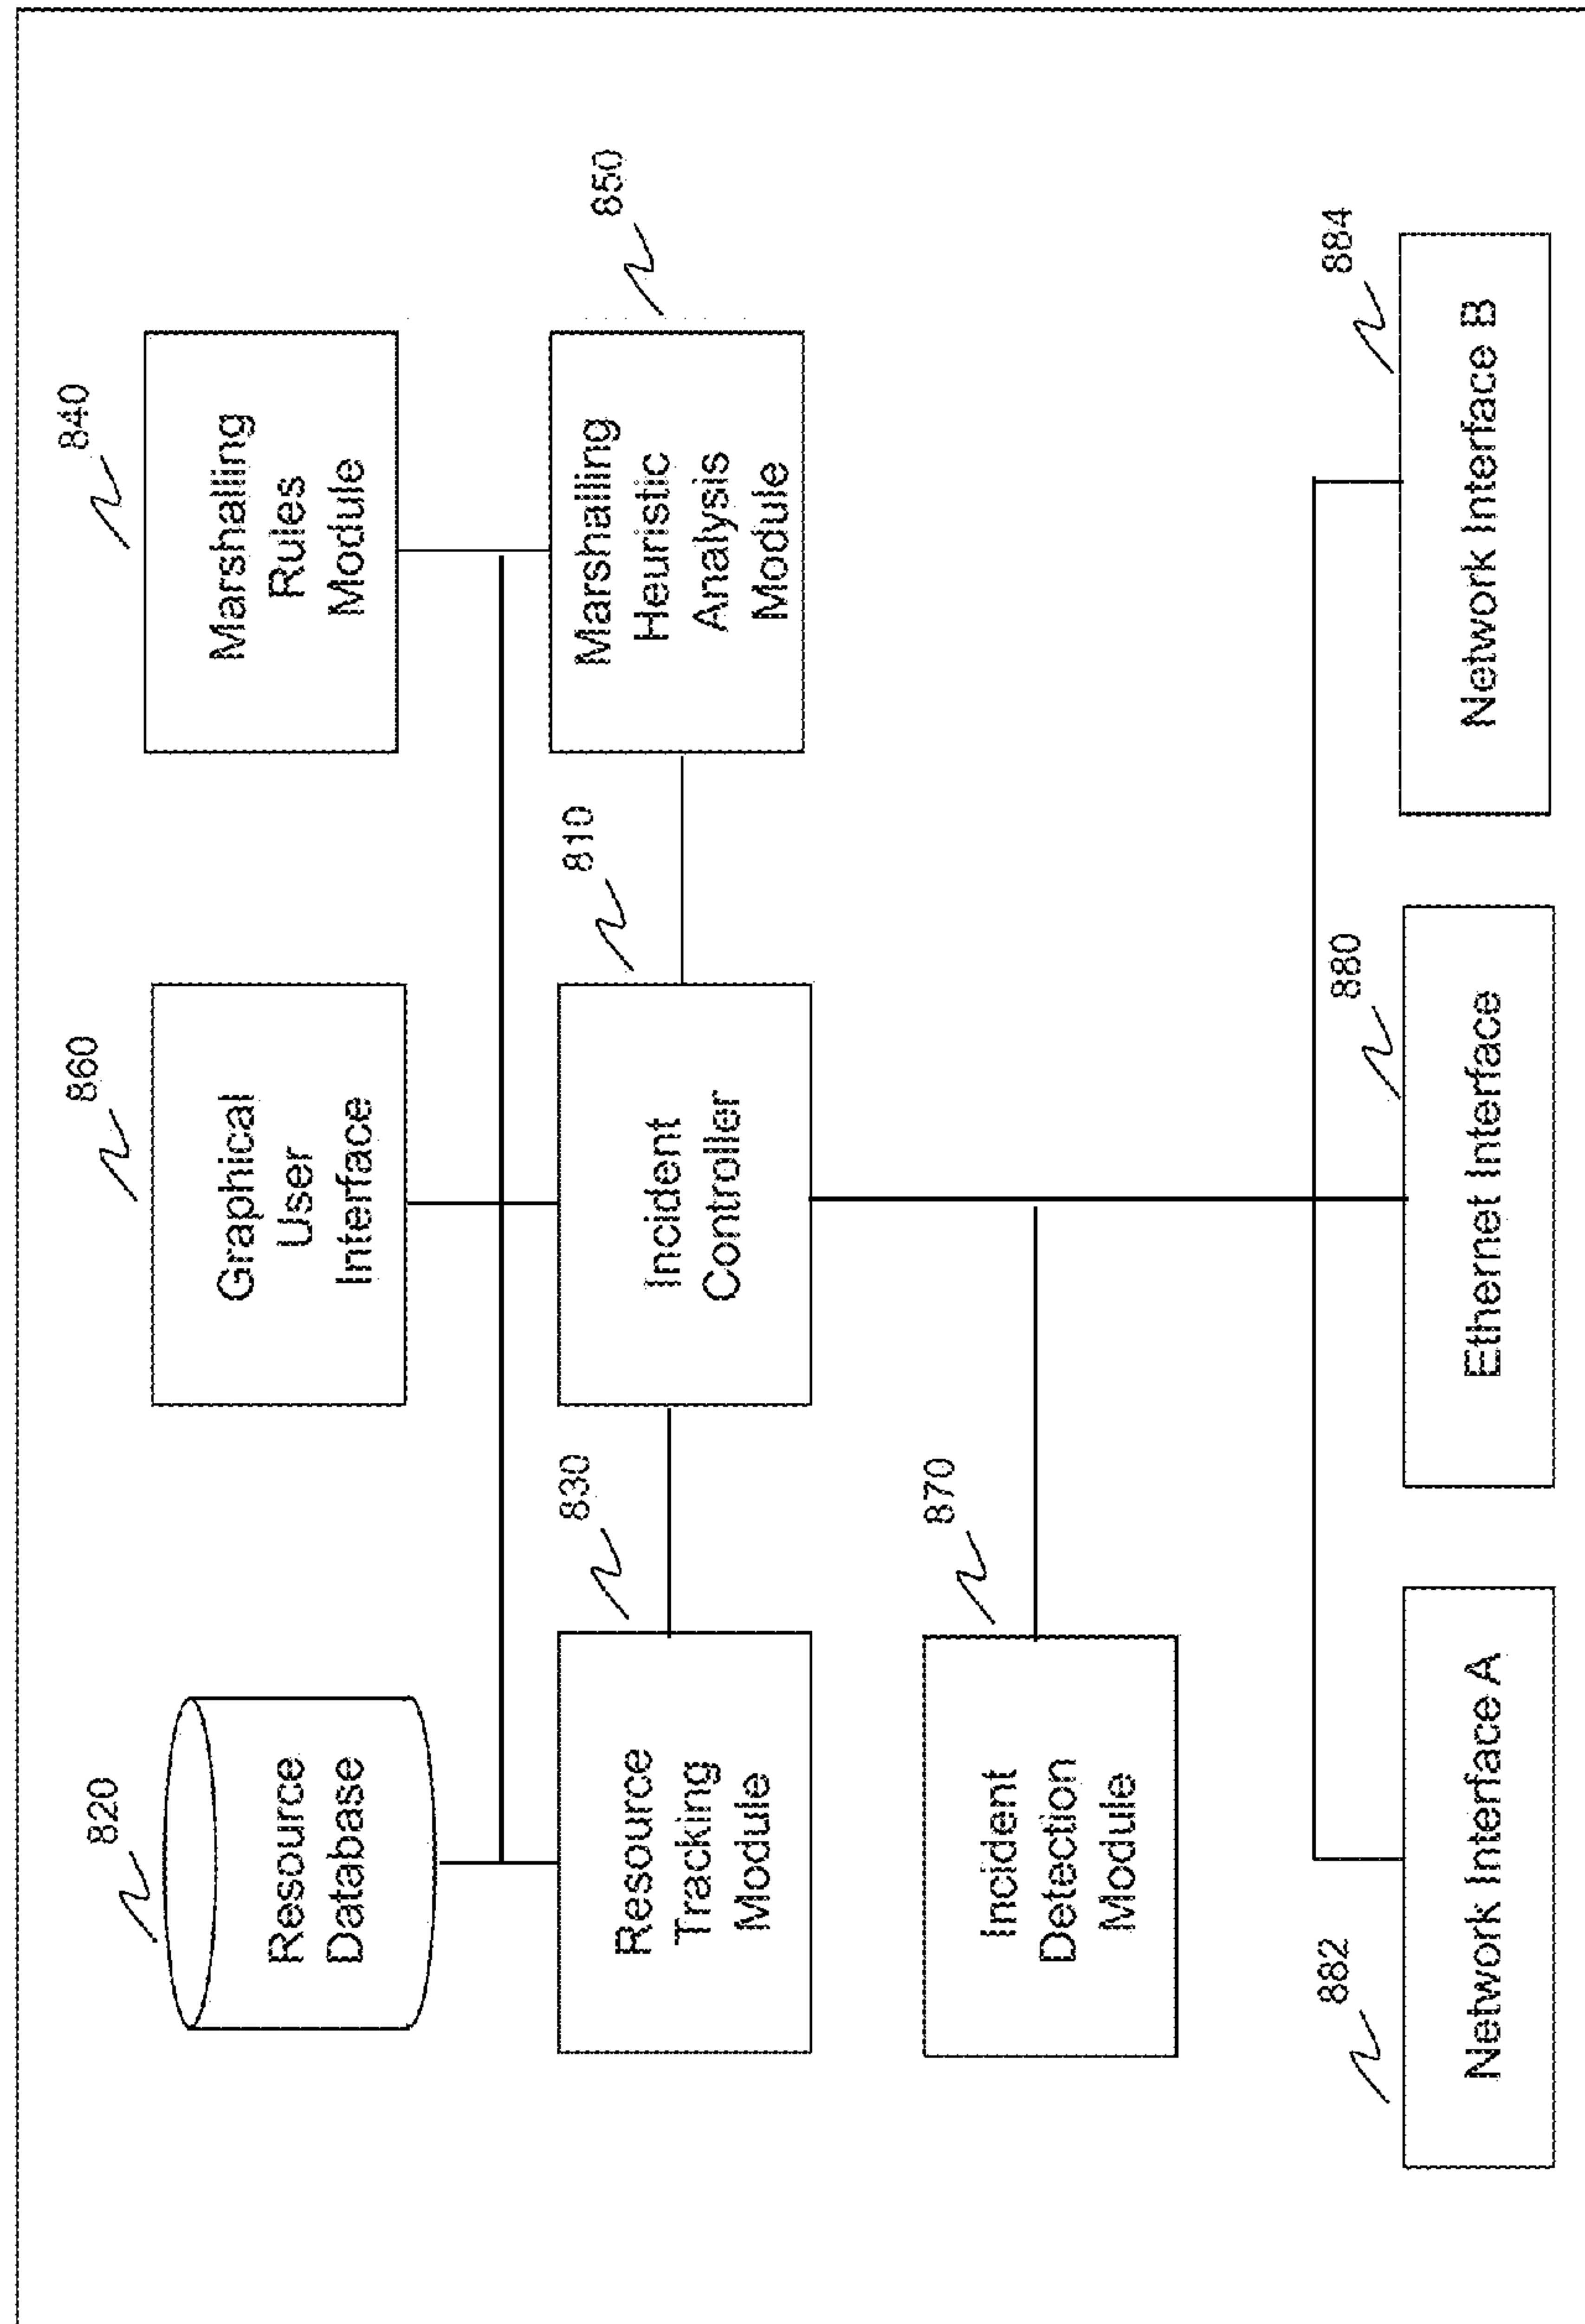 820
Resource
Database
860
Graphical
User
Interface
840
Marshalling
Rules
Module
830
Resource
Tracking
Module
810
Incident
Controller
850
Marshalling
Heuristic
Analysis
Module
870
Incident
Detection
Module
882
Network Interface A
880
Ethernet Interface
884
Network Interface B